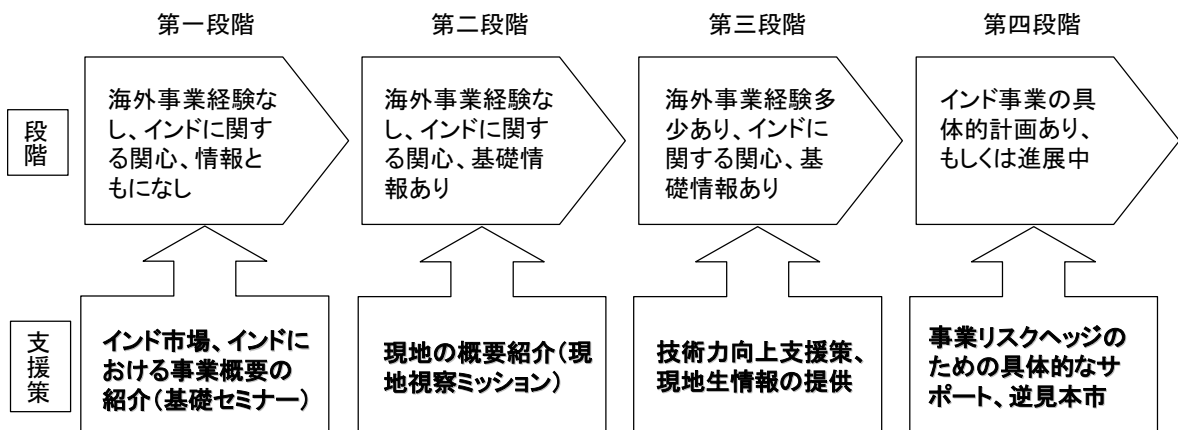 第一段階
第二段階
第三段階
第四段階
段階
海外事業経験な
し、インドに関す
る関心、情報と
もになし
海外事業経験な
し、インドに関す
る関心、基礎情
報あり
海外事業経験多
少あり、インドに
関する関心、基
礎情報あり
インド事業の具
体的計画あり、
もしくは進展中
支援策
インド市場、インドに
おける事業概要の
紹介(基礎セミナー)
現地の概要紹介(現
地視察ミッション)
技術力向上支援策、
現地生情報の提供
事業リスクヘッジの
ための具体的なサ
ポート、逆見本市